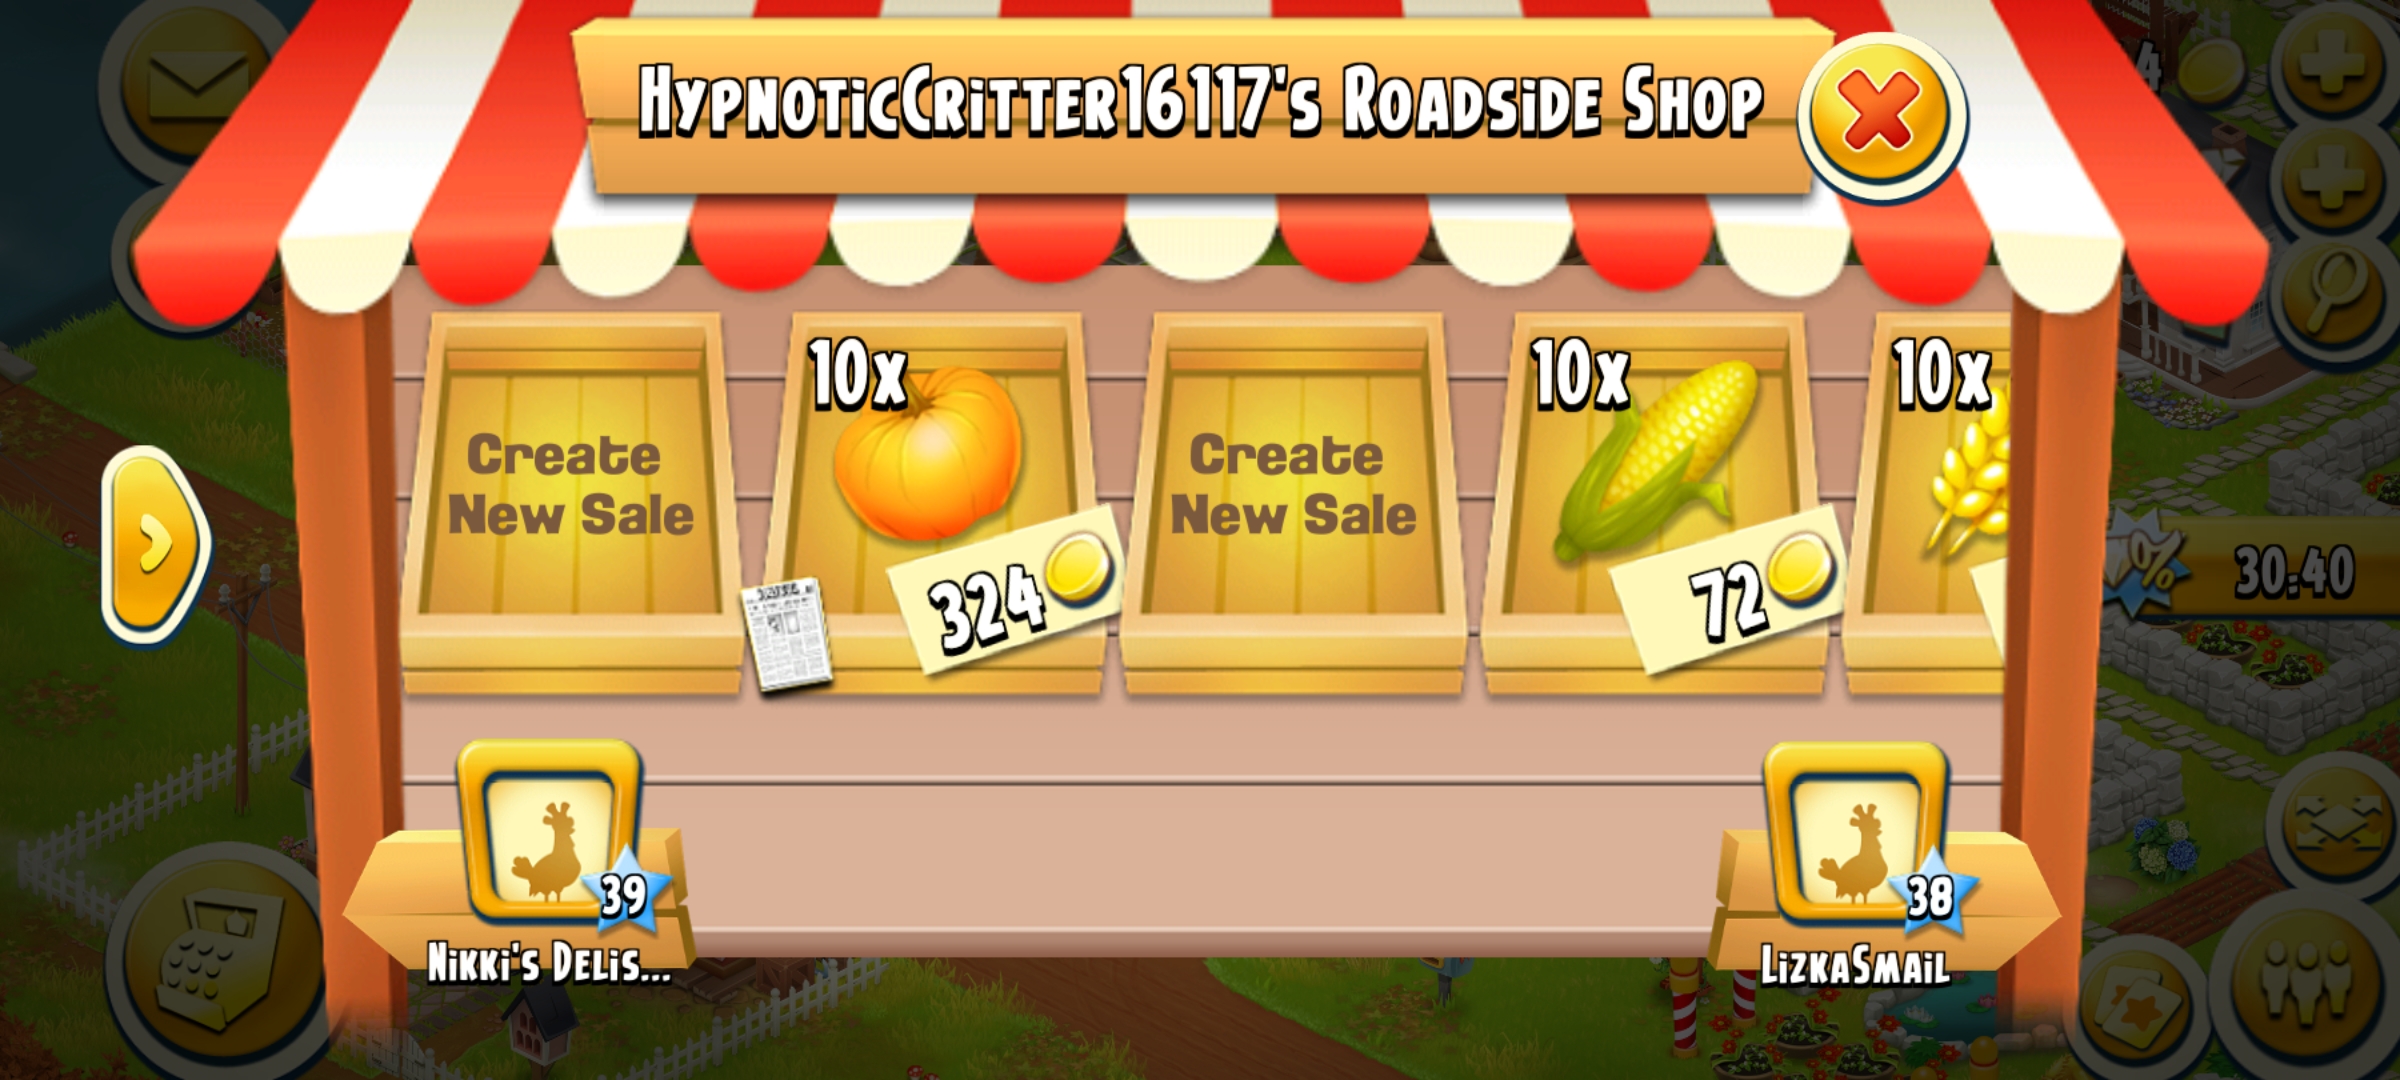 HypnoticCritter16117's Roadside Shop
10x
10x
10x
Create
New Sale
Create
New Sale
324
72
30:40
39
38
Nikki's Delis...
LizkaSmail